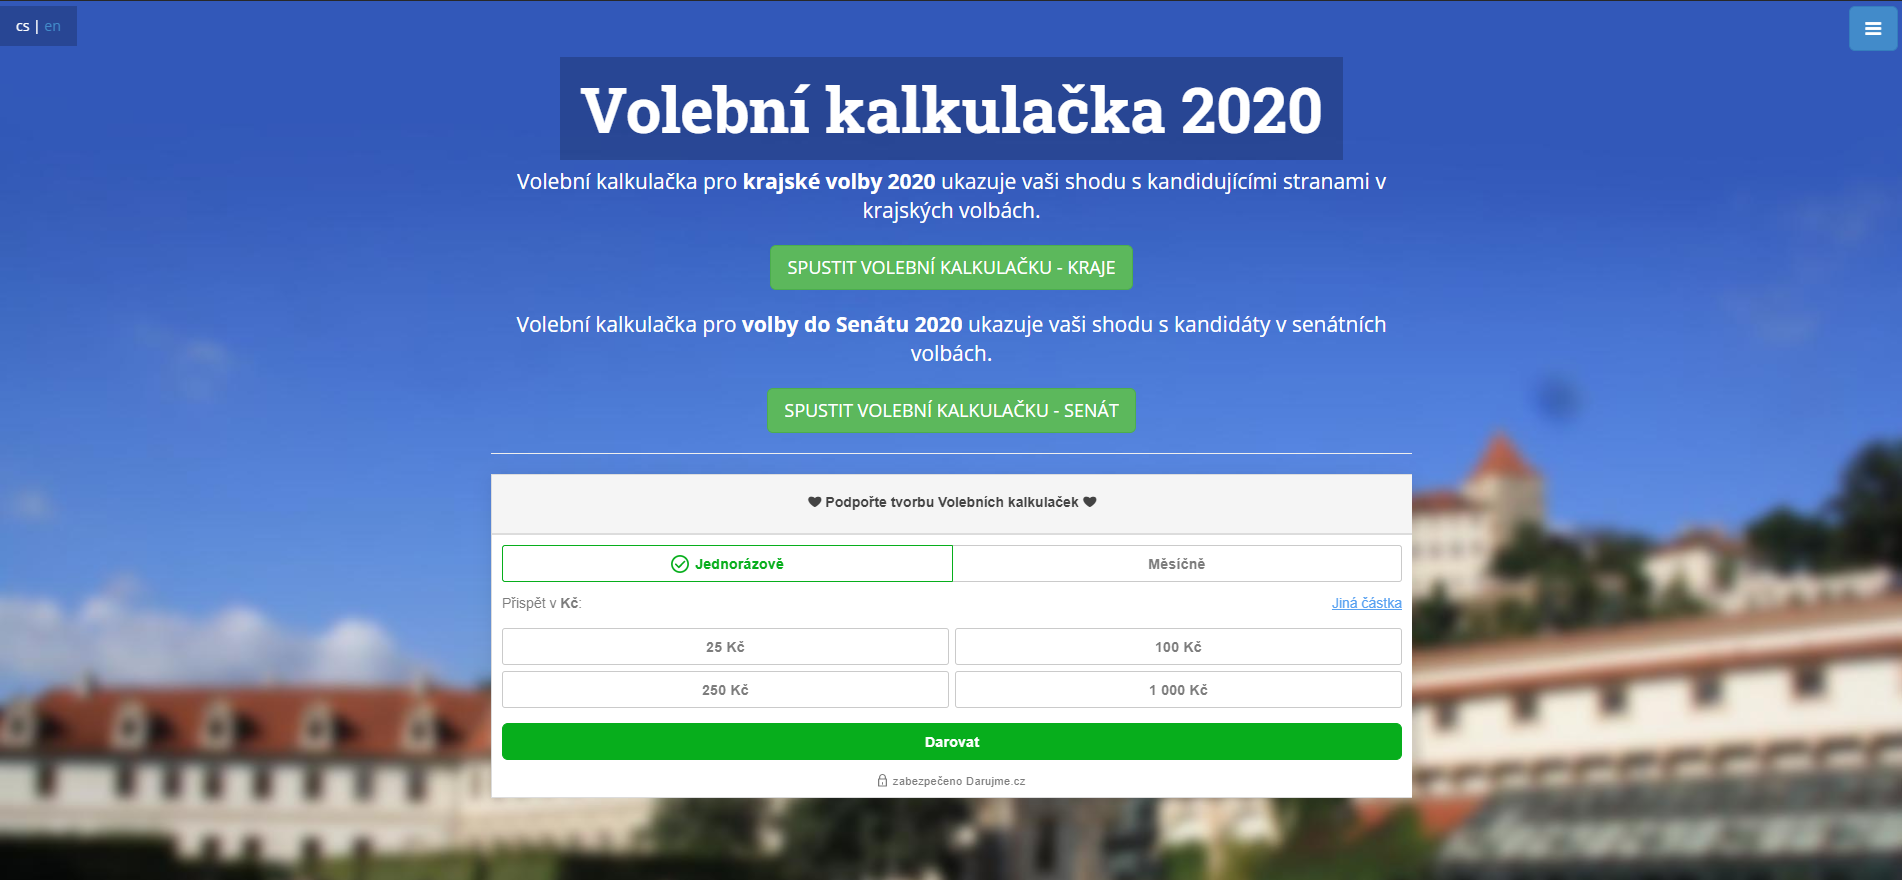 cs | en
Volební kalkulačka 2020
Volební kalkulačka pro krajské volby 2020 ukazuje vaši shodu s kandidujícími stranami v
krajských volbách.
SPUSTIT VOLEBNÍ KALKULAČKU - KRAJE
Volební kalkulačka pro volby do Senátu 2020 ukazuje vaši shodu s kandidáty v senátních
volbách.
SPUSTIT VOLEBNÍ KALKULAČKU - SENÁT
Podpořte tvorbu Volebních kalkulaček
Jednorázově Měsíčně
Přispět v Kč: Jiná částka
25 Kč 100 Kč
250 Kč 1 000 Kč
Darovat
zabezpečeno Darujme.cz